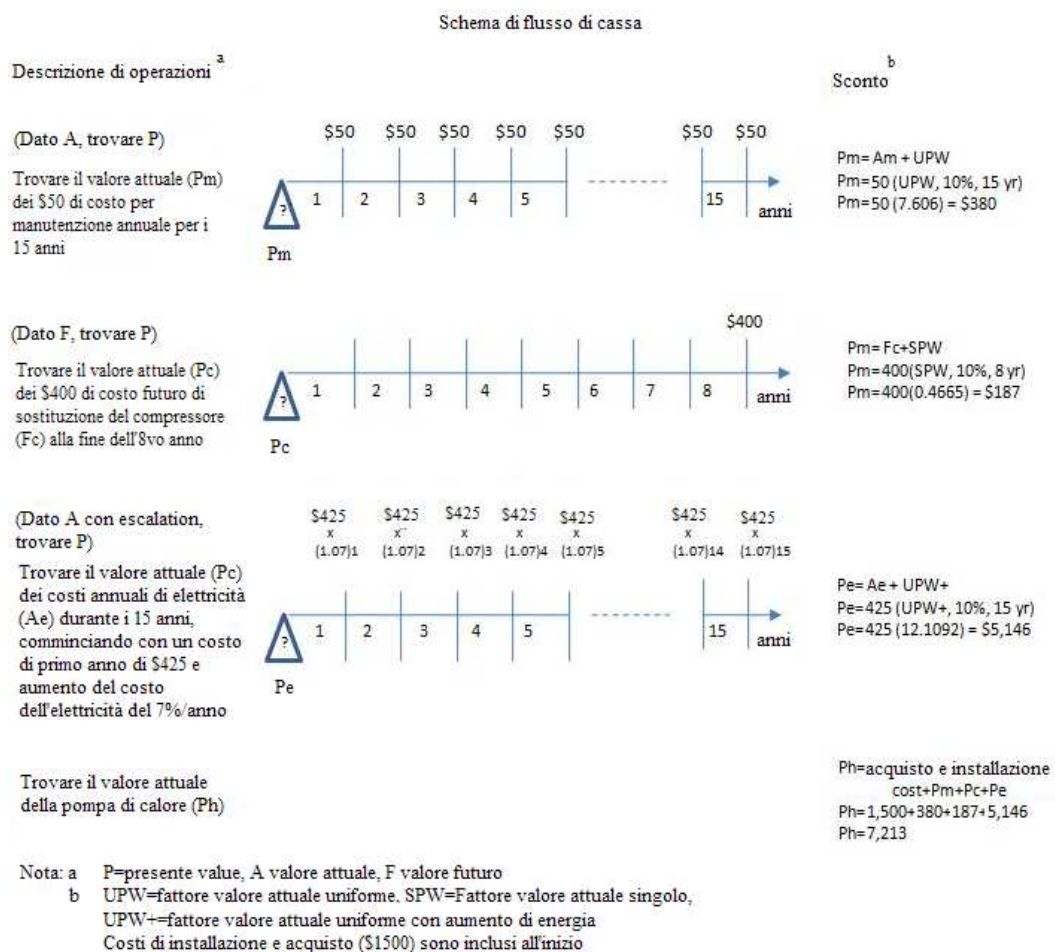 Schema di flusso di cassa
Descrizione di operazioni a
b
Sconto
(Dato A, trovare P)
Trovare il valore attuale (Pm)
dei $50 di costo per
manutenzione annuale per i
15 anni
$50 $50 $50 $50 $50 $50 $50
1 2 3 4 5 15
anni
?
Pm
Pm= Am + UPW
Pm=50 (UPW, 10%, 15 yr)
Pm=50 (7.606) = $380
(Dato F, trovare P)
Trovare il valore attuale (Pc)
dei $400 di costo futuro di
sostituzione del compressore
(Fc) alla fine dell'8vo anno
$400
1 2 3 4 5 6 7 8
anni
?
Pc
Pm= Fc+SPW
Pm=400(SPW, 10%, 8 yr)
Pm=400(0.4665) = $187
(Dato A con escalation,
trovare P)
Trovare il valore attuale (Pc)
dei costi annuali di elettricità
(Ae) durante i 15 anni,
comminciando con un costo
di primo anno di $425 e
aumento del costo
dell'elettricità del 7%/anno
$425 $425 $425 $425 $425 $425 $425
x x x x x x x
(1.07)1 (1.07)2 (1.07)3 (1.07)4 (1.07)5 (1.07)14 (1.07)15
1 2 3 4 5 15
anni
?
Pe
Pe= Ae + UPW+
Pe=425 (UPW+, 10%, 15 yr)
Pe=425 (12.1092) = $5,146
Trovare il valore attuale
della pompa di calore (Ph)
Ph=acquisto e installazione
cost+Pm+Pc+Pe
Ph=1,500+380+187+5,146
Ph=7,213
Nota: a P=presente value, A valore attuale, F valore futuro
b UPW=fattore valore attuale uniforme. SPW=Fattore valore attuale singolo,
UPW+=fattore valore attuale uniforme con aumento di energia
Costi di installazione e acquisto ($1500) sono inclusi all'inizio